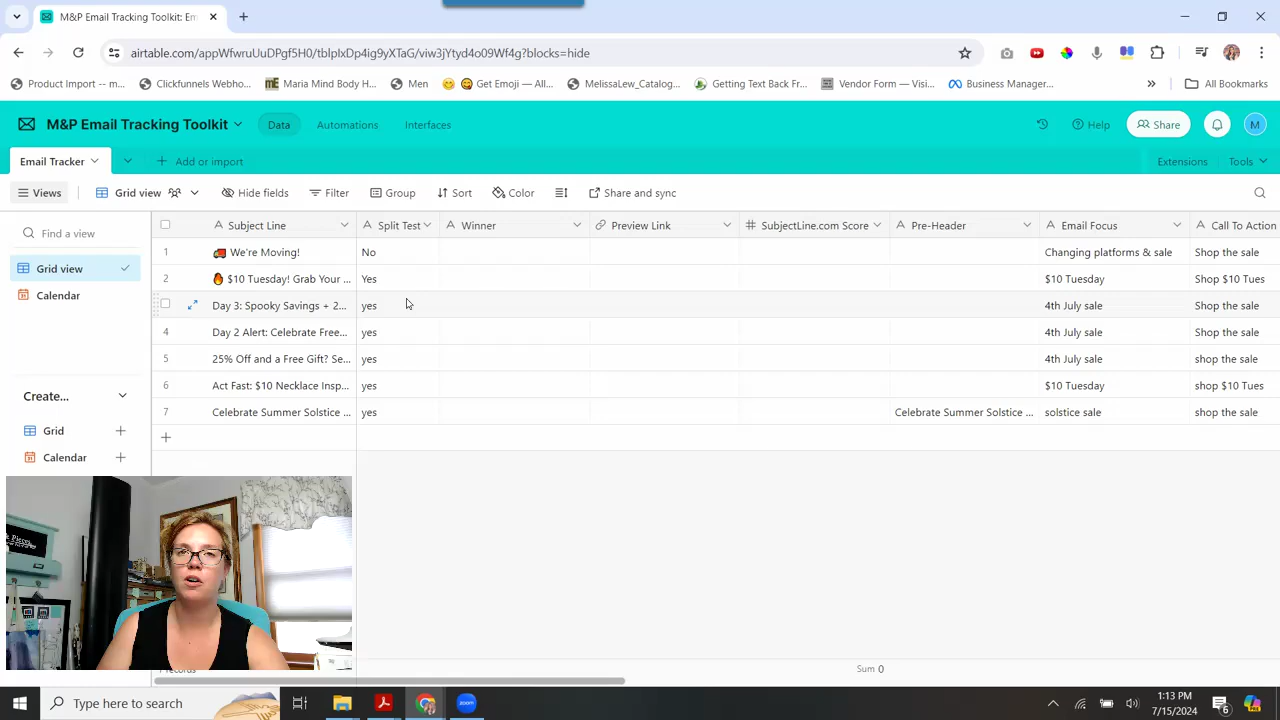 M&P Email Tracking Toolkit: Em
airtable.com/appWfwruUuDPgf5H0/tblpIxDp4ig9yXTaG/viw3jYtyd4o09Wf4g?blocks=hide
Product Import -- m...
Clickfunnels Webho...
Maria Mind Body H...
Men
Get Emoji — All...
MelissaLew_Catalog...
Getting Text Back Fr...
Vendor Form — Visi...
Business Manager...
All Bookmarks
M&P Email Tracking Toolkit
Data
Automations
Interfaces
Help
Share
M
Email Tracker
Add or import
Extensions
Tools
Views
Grid view
Hide fields
Filter
Group
Sort
Color
Share and sync
Find a view
Grid view
Calendar
Create...
Grid
Calendar
Subject Line Split Test Winner Preview Link SubjectLine.com Score Pre-Header Email Focus Call To Action
1 We're Moving! No Changing platforms & sale Shop the sale
2 $10 Tuesday! Grab Your ... Yes $10 Tuesday Shop $10 Tues
Day 3: Spooky Savings + 2... yes 4th July sale Shop the sale
4 Day 2 Alert: Celebrate Free... yes 4th July sale Shop the sale
5 25% Off and a Free Gift? Se... yes 4th July sale shop the sale
6 Act Fast: $10 Necklace Insp... yes $10 Tuesday shop $10 Tues
7 Celebrate Summer Solstice ... yes Celebrate Summer Solstice ... solstice sale shop the sale
Sum 0
Type here to search
zoom
1:13 PM
7/15/2024
6